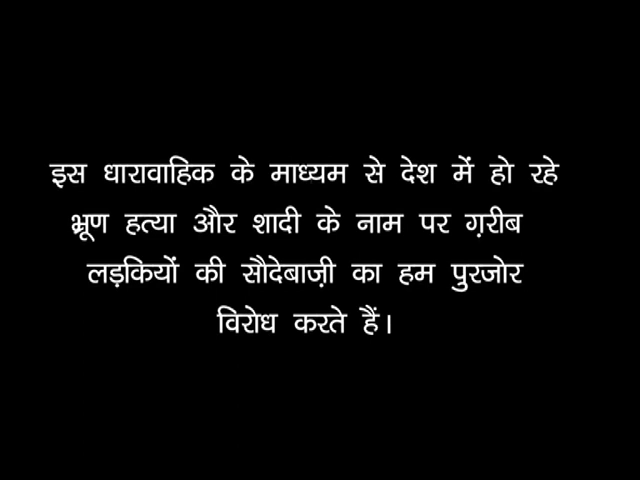 इस धारावाहिक के माध्यम से देश में हो रहे
भ्रूण हत्या और शादी के नाम पर ग़रीब
लड़कियों की सौदेबाज़ी का हम पुरजोर
विरोध करते हैं।